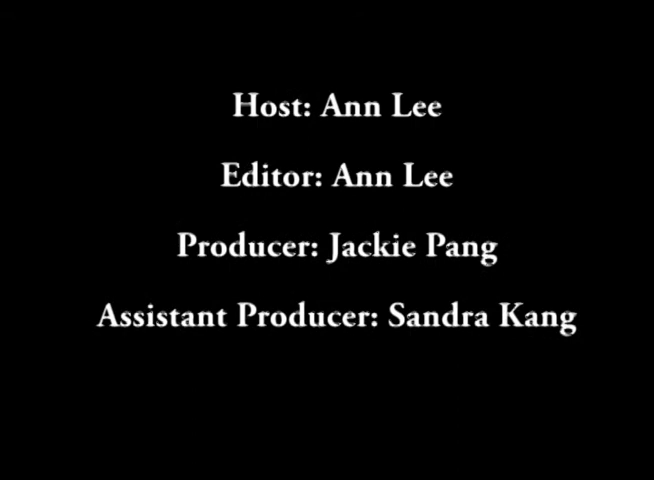 Host: Ann Lee
Editor: Ann Lee
Producer: Jackie Pang
Assistant Producer: Sandra Kang